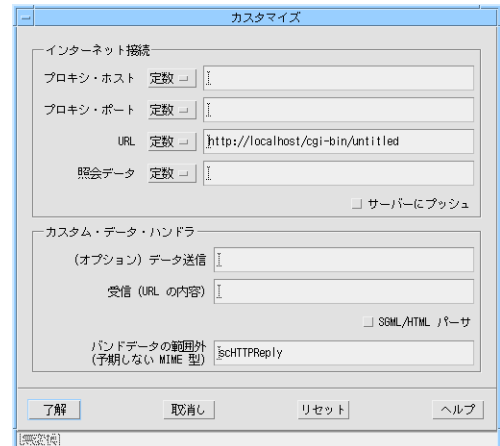 カスタマイズ
インターネット接続
プロキシ・ホスト 定数
プロキシ・ポート 定数
URL 定数 http://localhost/cgi-bin/untitled
照会データ 定数
サーバーにプッシュ
カスタム・データ・ハンドラ
(オプション) データ送信
受信 (URL の内容)
SGML/HTML パーサ
バンドデータの範囲外
(予期しない MIME 型) scHTTPReply
了解 取消し リセット ヘルプ
[無変換]